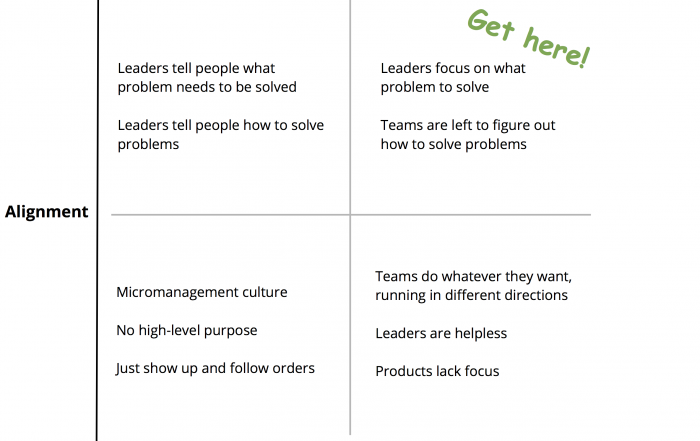 Get here!
Leaders tell people what
problem needs to be solved
Leaders tell people how to solve
problems
Leaders focus on what
problem to solve
Teams are left to figure out
how to solve problems
Alignment
Micromanagement culture
No high-level purpose
Just show up and follow orders
Teams do whatever they want,
running in different directions
Leaders are helpless
Products lack focus